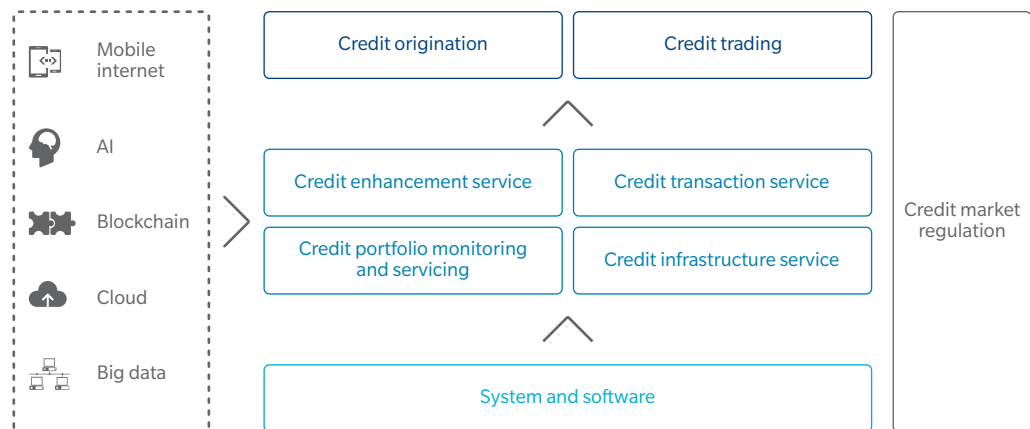 Mobile
internet
AI
Blockchain
Cloud
Big data
Credit origination
Credit trading
Credit enhancement service
Credit transaction service
Credit portfolio monitoring
and servicing
Credit infrastructure service
System and software
Credit market
regulation